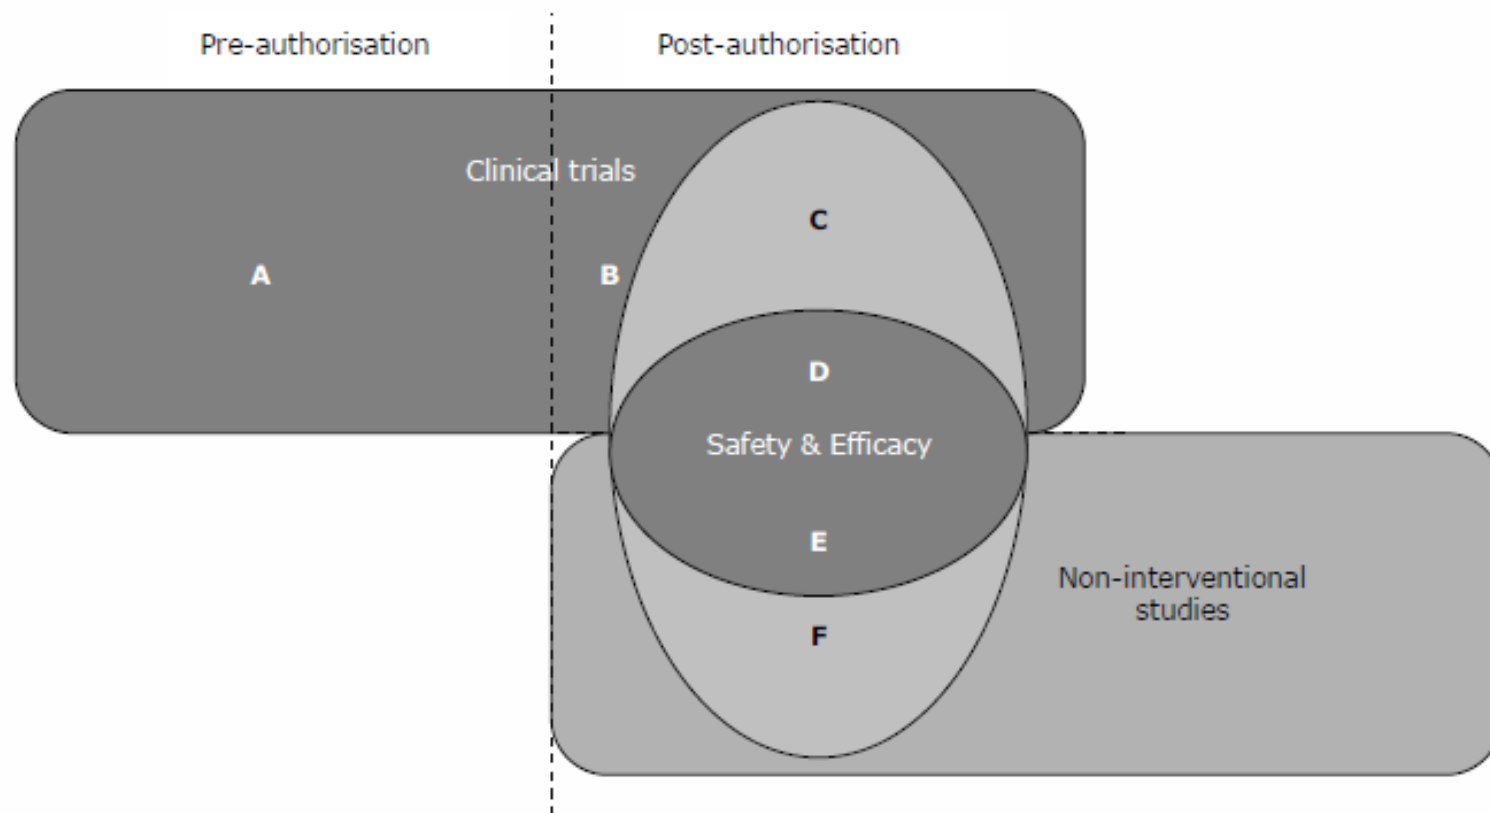 Pre-authorisation
Post-authorisation
Clinical trials
C
A
B
D
Safety & Efficacy
E
Non-interventional
studies
F